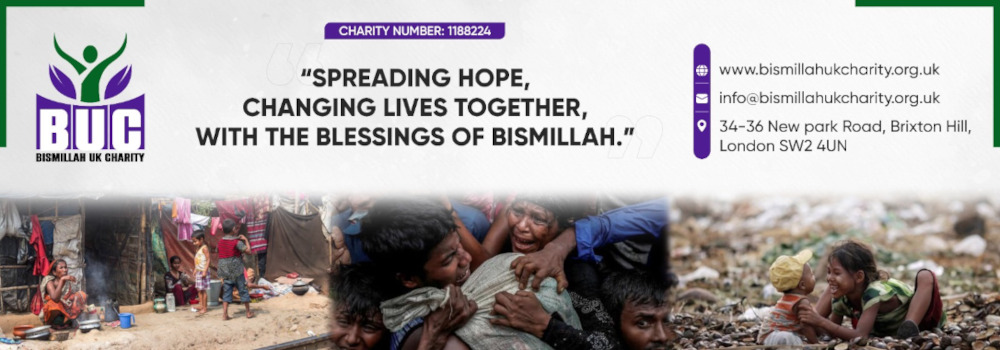 CHARITY NUMBER: 1188224
BUC
BISMILLAH UK CHARITY
“SPREADING HOPE,
CHANGING LIVES TOGETHER,
WITH THE BLESSINGS OF BISMILLAH.”
www.bismillahukcharity.org.uk
info@bismillahukcharity.org.uk
34-36 New park Road, Brixton Hill,
London SW2 4UN